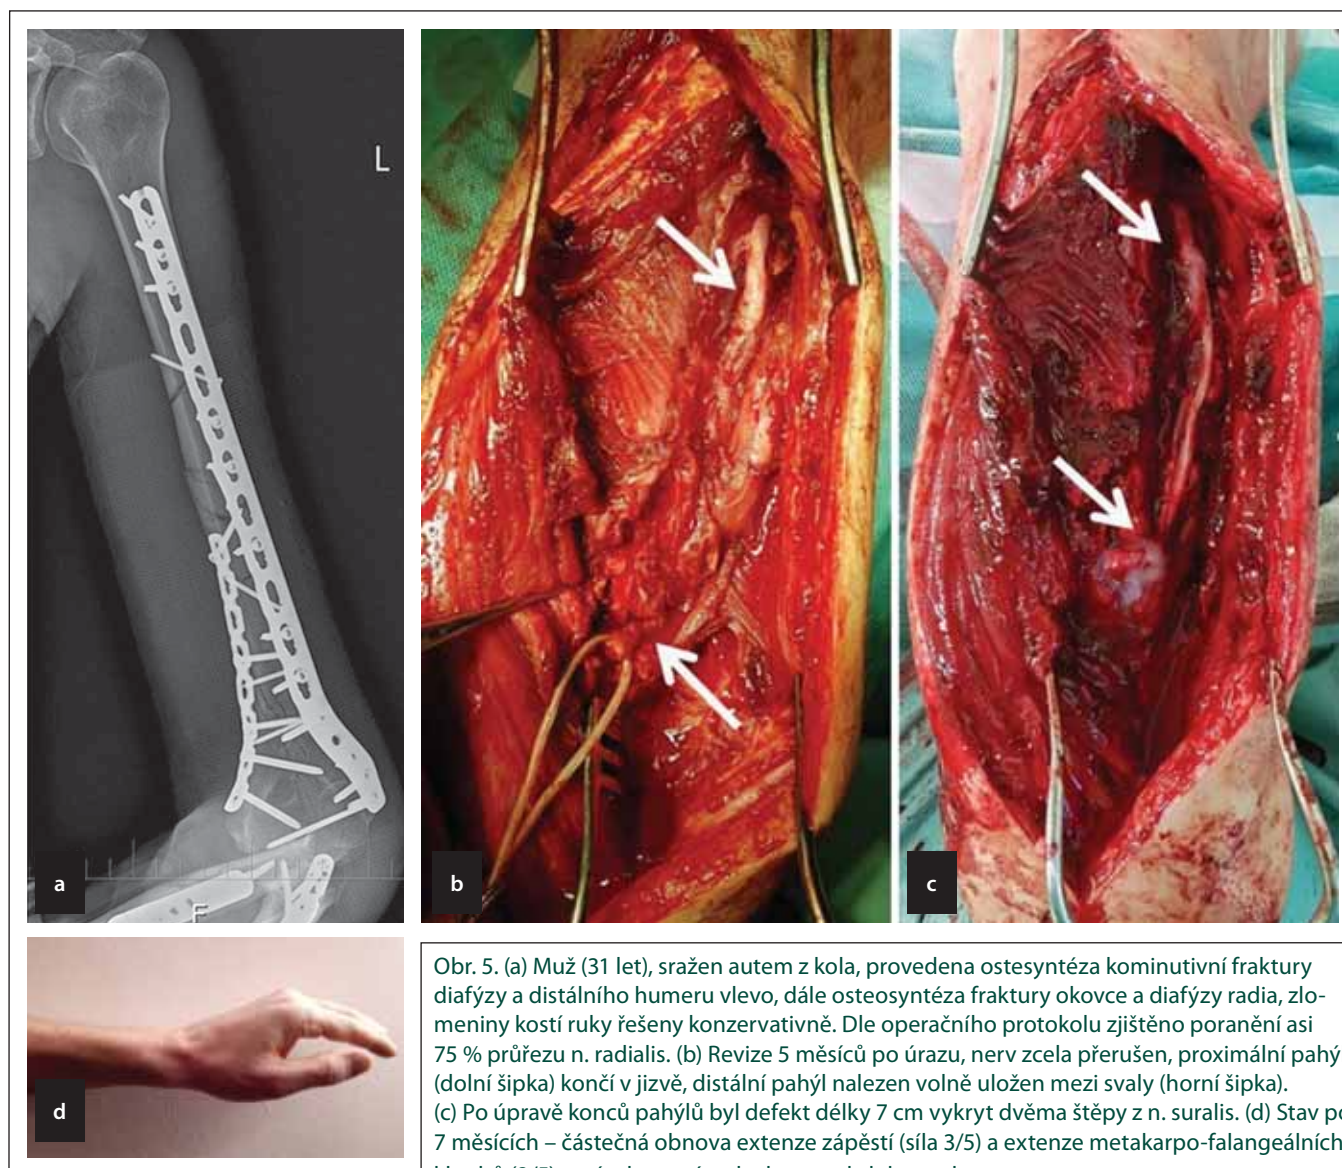 L
F
a
b
c
d
Obr. 5. (a) Muž (31 let), sražen autem z kola, provedena ostesyntéza kominutivní fraktury
diafýzy a distálního humeru vlevo, dále osteosyntéza fraktury okovce a diafýzy radia, zlo-
meniny kostí ruky řešeny konzervativně. Dle operačního protokolu zjištěno poranění asi
75 % průřezu n. radialis. (b) Revize 5 měsíců po úrazu, nerv zcela přerušen, proximální pahý
(dolní šipka) končí v jizvě, distální pahýl nalezen volně uložen mezi svaly (horní šipka).
(c) Po úpravě konců pahýlů byl defekt délky 7 cm vykryt dvěma štěpy z n. suralis. (d) Stav po
7 měsících – částečná obnova extenze zápěstí (síla 3/5) a extenze metakarpo-falangeálních